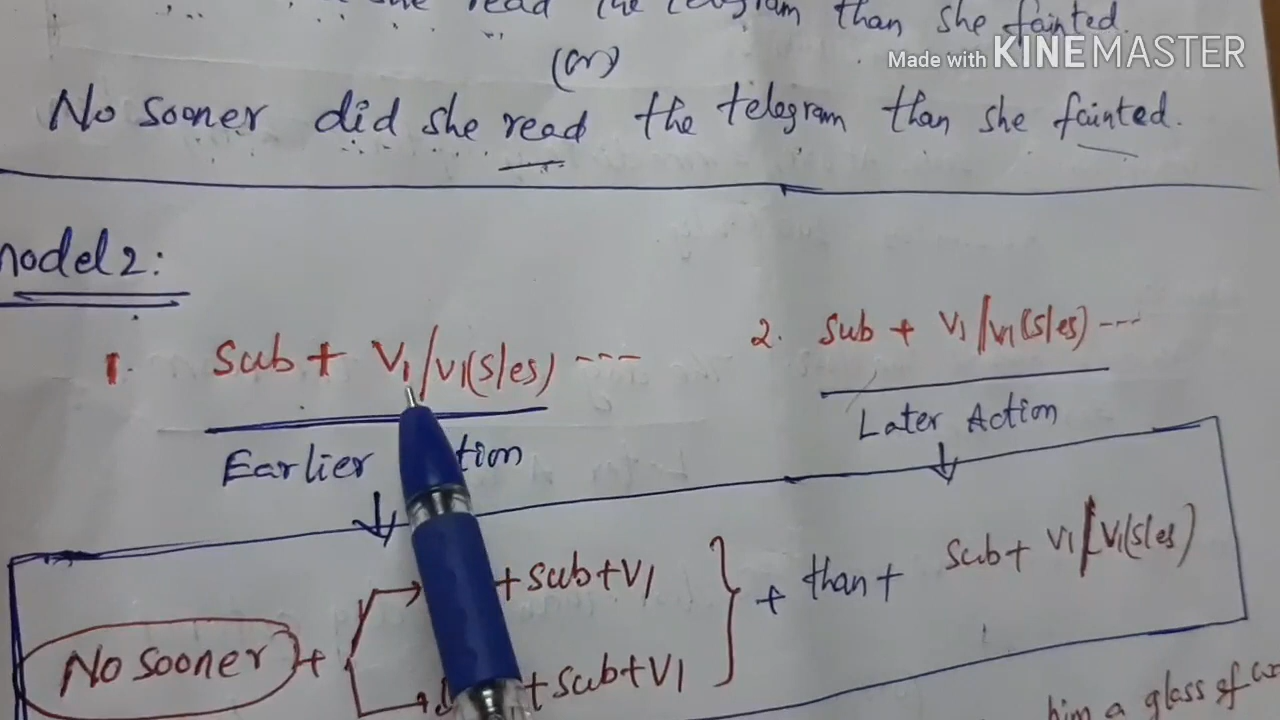 she read the telegram than she fainted.
Made with KINEMASTER
(or)
No sooner did she read the telegram than she fainted.
model 2:
1. Sub + V1/V1(s/es) ---
2. Sub + V1/V1(s/es) ---
Earlier tion
Later Action
+ sub + V1
No sooner +
} + than + Sub + V1/V1(s/es)
+ sub + V1
him a glass of